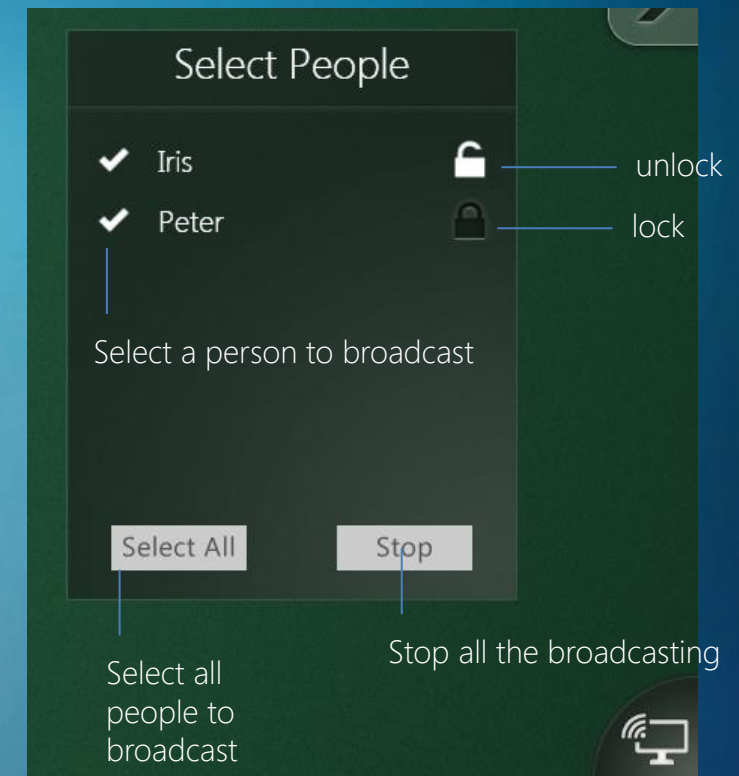 Select People
Iris
unlock
Peter
lock
Select a person to broadcast
Select All
Stop
Stop all the broadcasting
Select all
people to
broadcast